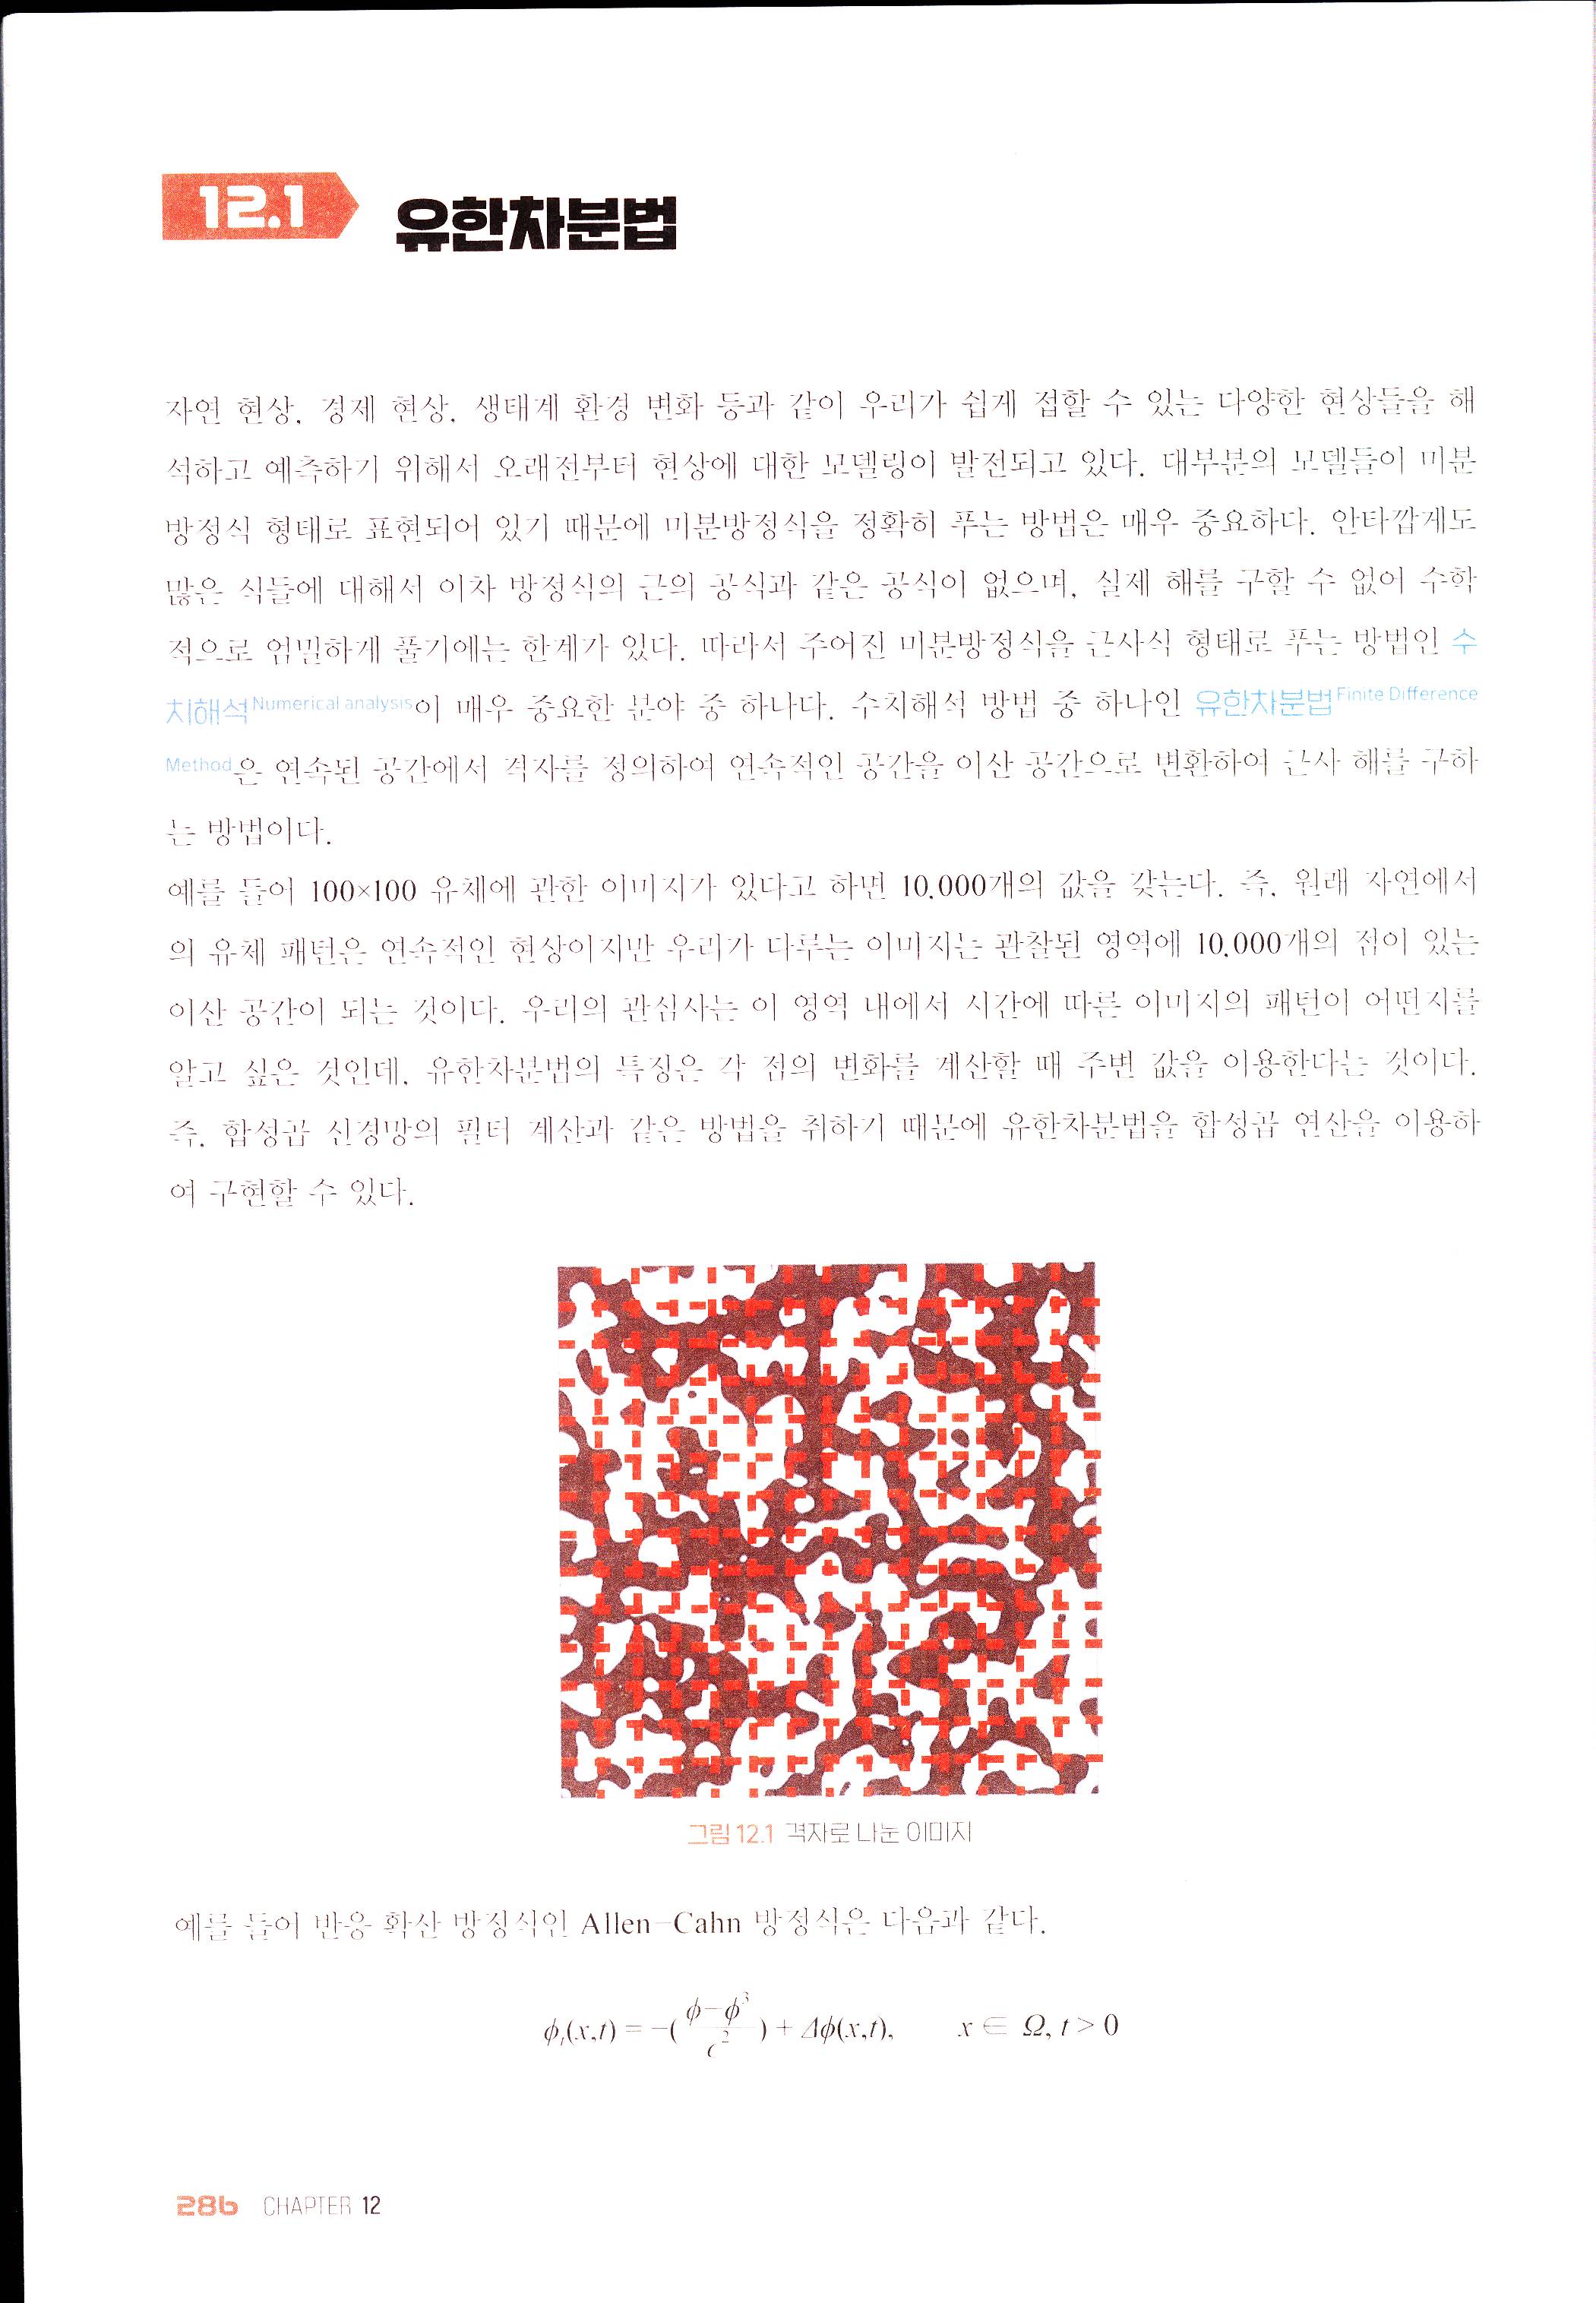 12.1 유한차분법
자연 현상, 경제 현상, 생태계 환경 변화 등과 같이 우리가 쉽게 접할 수 있는 다양한 현상들을 해
석하고 예측하기 위해서 오래전부터 현상에 대한 모델링이 발전되고 있다. 대부분의 모델들이 미분
방정식 형태로 표현되어 있기 때문에 미분방정식을 정확히 푸는 방법은 매우 중요하다. 안타깝게도
많은 식들에 대해서 이차 방정식의 근의 공식과 같은 공식이 없으며, 실제 해를 구할 수 없어 수학
적으로 엄밀하게 풀기에는 한계가 있다. 따라서 주어진 미분방정식을 근사식 형태로 푸는 방법인 수
치해석Numerical analysis이 매우 중요한 분야 중 하나다. 수치해석 방법 중 하나인 유한차분법Finite Difference
Method은 연속된 공간에서 격자를 정의하여 연속적인 공간을 이산 공간으로 변환하여 근사 해를 구하
는 방법이다.
예를 들어 100×100 유체에 관한 이미지가 있다고 하면 10,000개의 값을 갖는다. 즉, 원래 자연에서
의 유체 패턴은 연속적인 현상이지만 우리가 다루는 이미지는 관찰된 영역에 10,000개의 점이 있는
이산 공간이 되는 것이다. 우리의 관심사는 이 영역 내에서 시간에 따른 이미지의 패턴이 어떤지를
알고 싶은 것인데, 유한차분법의 특징은 각 점의 변화를 계산할 때 주변 값을 이용한다는 것이다.
즉, 합성곱 신경망의 필터 계산과 같은 방법을 취하기 때문에 유한차분법을 합성곱 연산을 이용하
여 구현할 수 있다.
그림 12.1 격자로 나눈 이미지
예를 들어 반응 확산 방정식인 Allen-Cahn 방정식은 다음과 같다.
ϕₜ(x,t) = −(ϕ−ϕ³/ϵ²) + Δϕ(x,t), x ∈ Ω, t > 0
286 CHAPTER 12